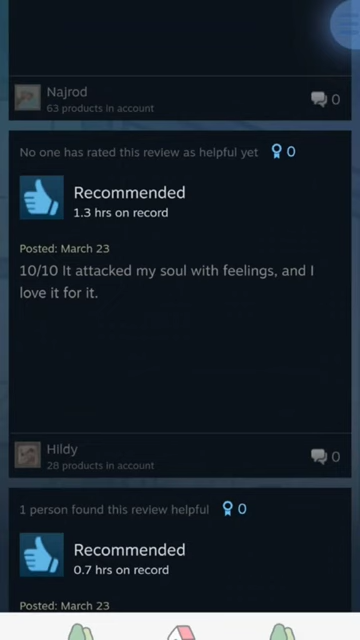 Najrod
63 products in account
0
No one has rated this review as helpful yet 0
Recommended
1.3 hrs on record
Posted: March 23
10/10 It attacked my soul with feelings, and I
love it for it.
Hildy
28 products in account
0
1 person found this review helpful 0
Recommended
0.7 hrs on record
Posted: March 23